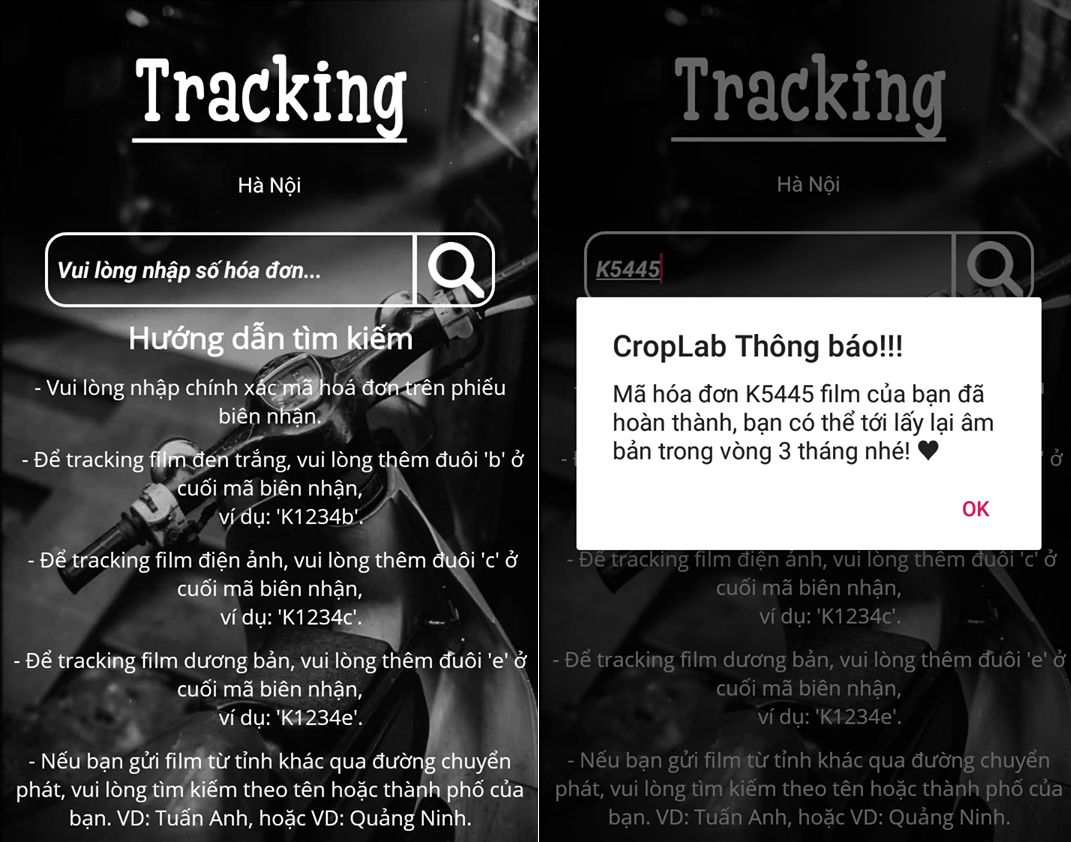 Tracking
Hà Nội
Vui lòng nhập số hóa đơn...
Hướng dẫn tìm kiếm
- Vui lòng nhập chính xác mã hoá đơn trên phiếu
biên nhận.
- Để tracking film đen trắng, vui lòng thêm đuôi 'b' ở
cuối mã biên nhận,
ví dụ: 'K1234b'.
- Để tracking film điện ảnh, vui lòng thêm đuôi 'c' ở
cuối mã biên nhận,
ví dụ: 'K1234c'.
- Để tracking film dương bản, vui lòng thêm đuôi 'e' ở
cuối mã biên nhận,
ví dụ: 'K1234e'.
- Nếu bạn gửi film từ tỉnh khác qua đường chuyển
phát, vui lòng tìm kiếm theo tên hoặc thành phố của
bạn. VD: Tuấn Anh, hoặc VD: Quảng Ninh.
Tracking
Hà Nội
K5445
CropLab Thông báo!!!
Mã hóa đơn K5445 film của bạn đã
hoàn thành, bạn có thể tới lấy lại âm
bản trong vòng 3 tháng nhé! ♥
OK
- Để tracking film điện ảnh, vui lòng thêm đuôi 'c' ở
cuối mã biên nhận,
ví dụ: 'K1234c'.
- Để tracking film dương bản, vui lòng thêm đuôi 'e' ở
cuối mã biên nhận,
ví dụ: 'K1234e'.
- Nếu bạn gửi film từ tỉnh khác qua đường chuyển
phát, vui lòng tìm kiếm theo tên hoặc thành phố của
bạn. VD: Tuấn Anh, hoặc VD: Quảng Ninh.